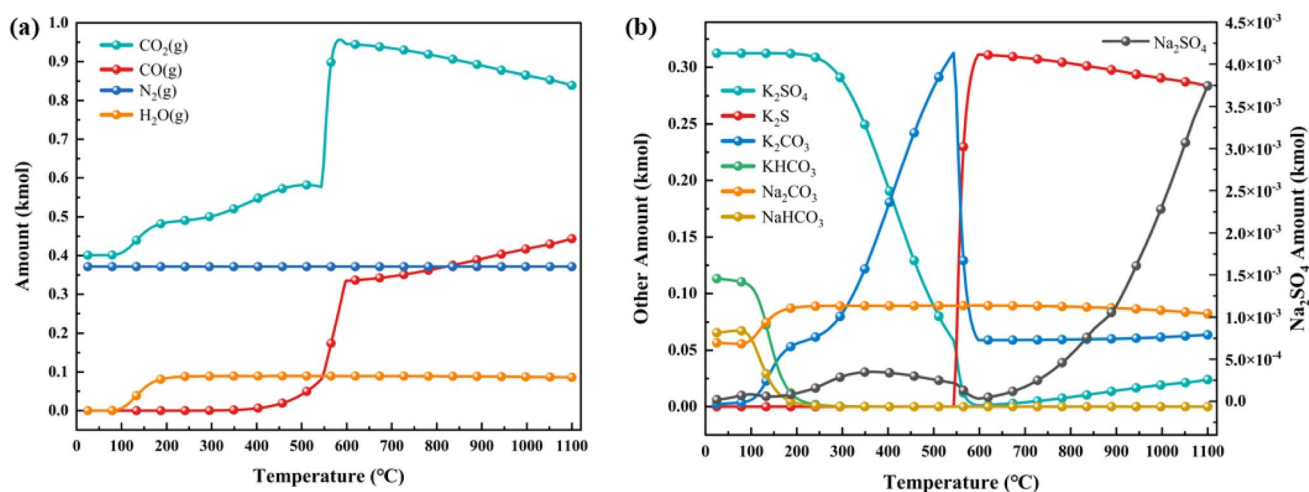 (a)
CO₂(g)
CO(g)
N₂(g)
H₂O(g)
Amount (kmol)
1.0
0.9
0.8
0.7
0.6
0.5
0.4
0.3
0.2
0.1
0.0
0 100 200 300 400 500 600 700 800 900 1000 1100
Temperature (°C)
(b)
Na₂SO₄
K₂SO₄
K₂S
K₂CO₃
KHCO₃
Na₂CO₃
NaHCO₃
Other Amount (kmol)
0.30
0.25
0.20
0.15
0.10
0.05
0.00
0 100 200 300 400 500 600 700 800 900 1000 1100
Temperature (°C)
4.5×10⁻³
4.0×10⁻³
3.5×10⁻³
3.0×10⁻³
2.5×10⁻³
2.0×10⁻³
1.5×10⁻³
1.0×10⁻³
5.0×10⁻⁴
0.0
Na₂SO₄ Amount (kmol)